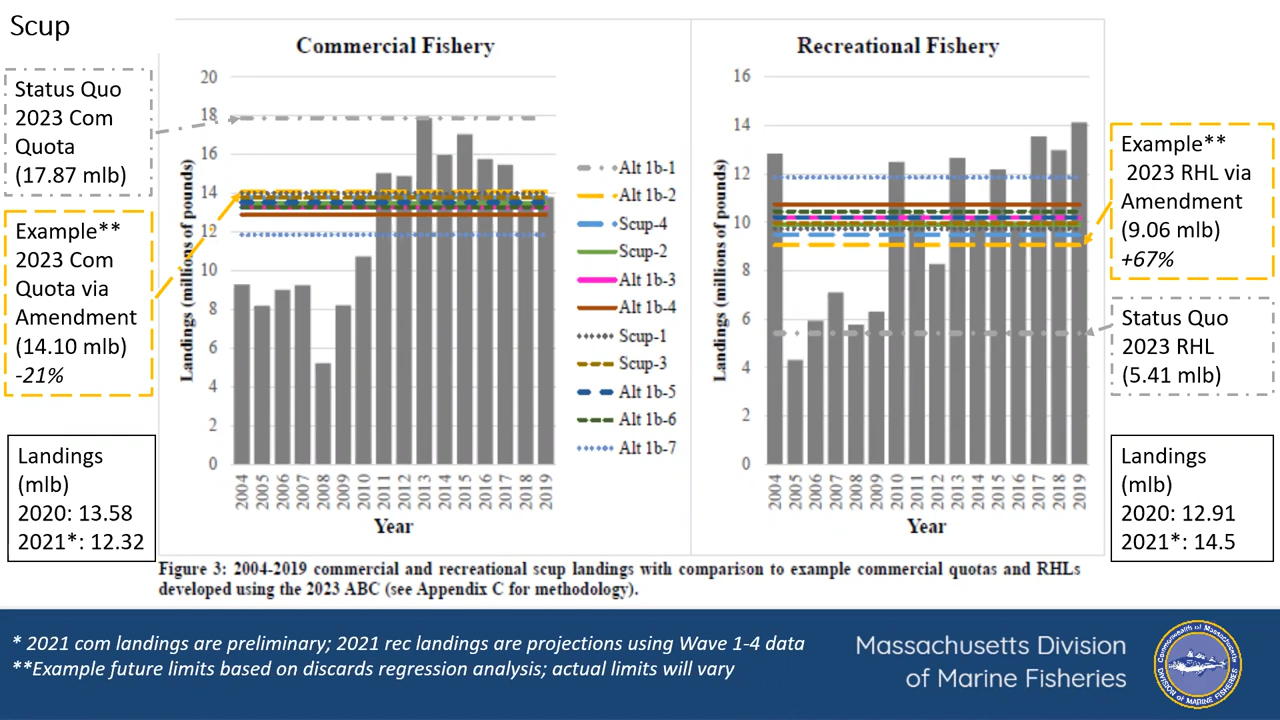 Scup
Status Quo
2023 Com
Quota
(17.87 mlb)
Example**
2023 Com
Quota via
Amendment
(14.10 mlb)
-21%
Landings
(mlb)
2020: 13.58
2021*: 12.32
Commercial Fishery
Landings (millions of pounds)
20
18
16
14
12
10
8
6
4
2
0
2004
2005
2006
2007
2008
2009
2010
2011
2012
2013
2014
2015
2016
2017
2018
2019
Year
Alt 1b-1
Alt 1b-2
Scup-4
Scup-2
Alt 1b-3
Alt 1b-4
Scup-1
Scup-3
Alt 1b-5
Alt 1b-6
Alt 1b-7
Recreational Fishery
Landings (millions of pounds)
16
14
12
10
8
6
4
2
0
2004
2005
2006
2007
2008
2009
2010
2011
2012
2013
2014
2015
2016
2017
2018
2019
Year
Example**
2023 RHL via
Amendment
(9.06 mlb)
+67%
Status Quo
2023 RHL
(5.41 mlb)
Landings
(mlb)
2020: 12.91
2021*: 14.5
Figure 3: 2004-2019 commercial and recreational scup landings with comparison to example commercial quotas and RHLs
developed using the 2023 ABC (see Appendix C for methodology).
* 2021 com landings are preliminary; 2021 rec landings are projections using Wave 1-4 data
**Example future limits based on discards regression analysis; actual limits will vary
Massachusetts Division
of Marine Fisheries
Commonwealth of Massachusetts
DIVISION OF MARINE FISHERIES